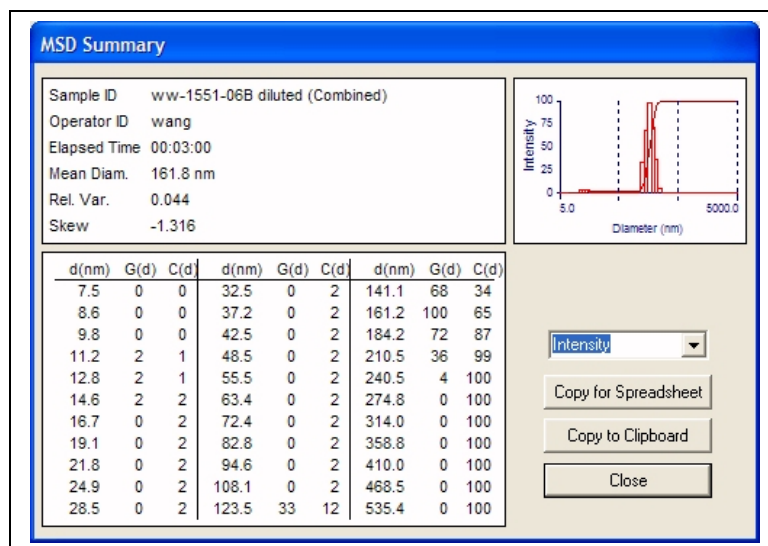 MSD Summary
Sample ID ww-1551-06B diluted (Combined)
Operator ID wang
Elapsed Time 00:03:00
Mean Diam. 161.8 nm
Rel. Var. 0.044
Skew -1.316
100
75
50
25
0
Intensity
5.0 5000.0
Diameter (nm)
d(nm) G(d) C(d) d(nm) G(d) C(d) d(nm) G(d) C(d)
7.5 0 0 32.5 0 2 141.1 68 34
8.6 0 0 37.2 0 2 161.2 100 65
9.8 0 0 42.5 0 2 184.2 72 87
11.2 2 1 48.5 0 2 210.5 36 99
12.8 2 1 55.5 0 2 240.5 4 100
14.6 2 2 63.4 0 2 274.8 0 100
16.7 0 2 72.4 0 2 314.0 0 100
19.1 0 2 82.8 0 2 358.8 0 100
21.8 0 2 94.6 0 2 410.0 0 100
24.9 0 2 108.1 0 2 468.5 0 100
28.5 0 2 123.5 33 12 535.4 0 100
Intensity
Copy for Spreadsheet
Copy to Clipboard
Close